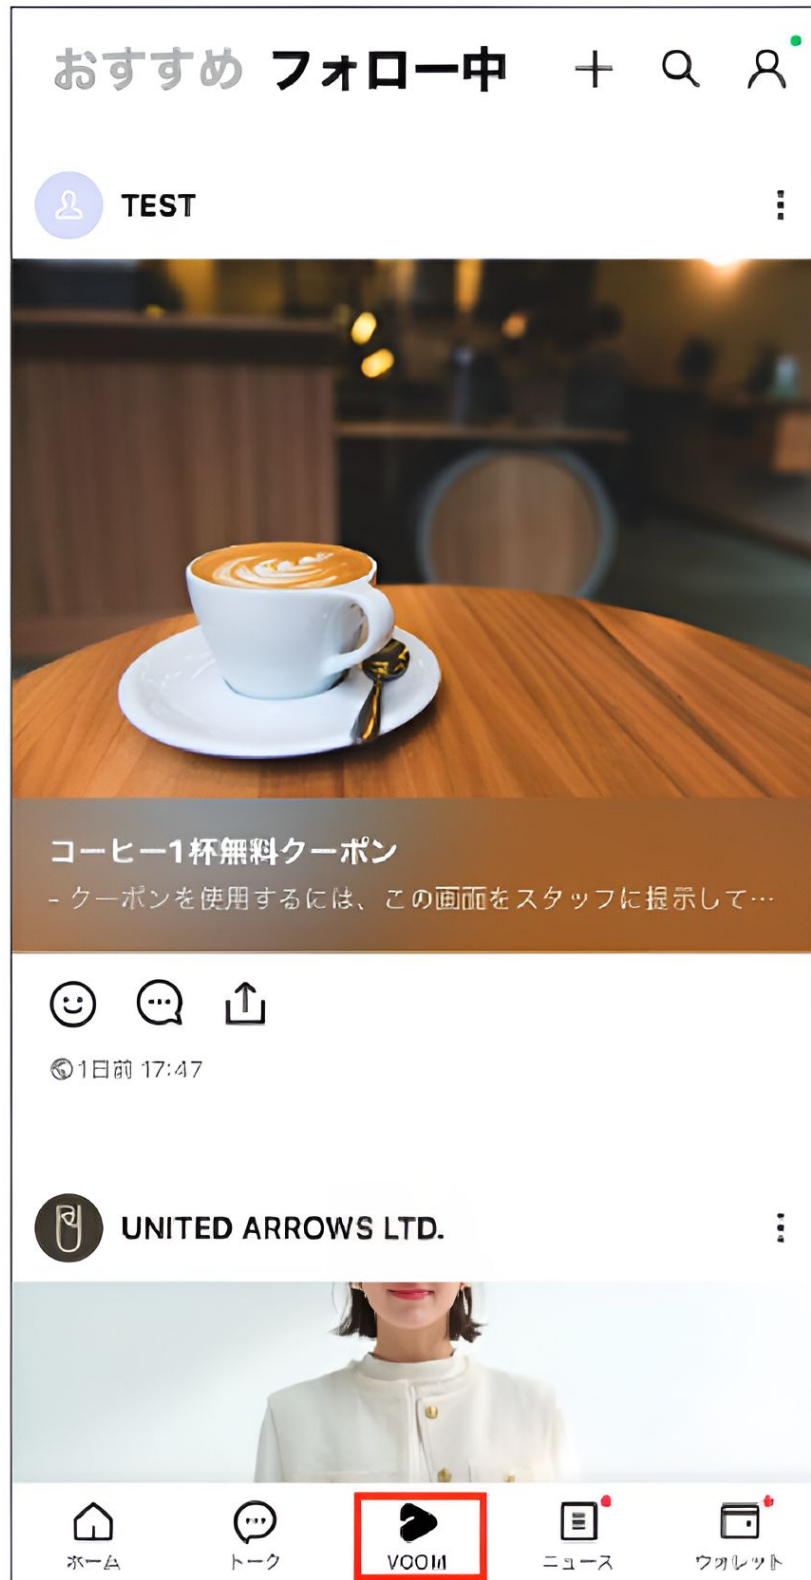 おすすめ フォロー中
TEST
コーヒー1杯無料クーポン
- クーポンを使用するには、この画面をスタッフに提示して…
1日前 17:47
UNITED ARROWS LTD.
ホーム トーク VOOM ニュース ウォレット